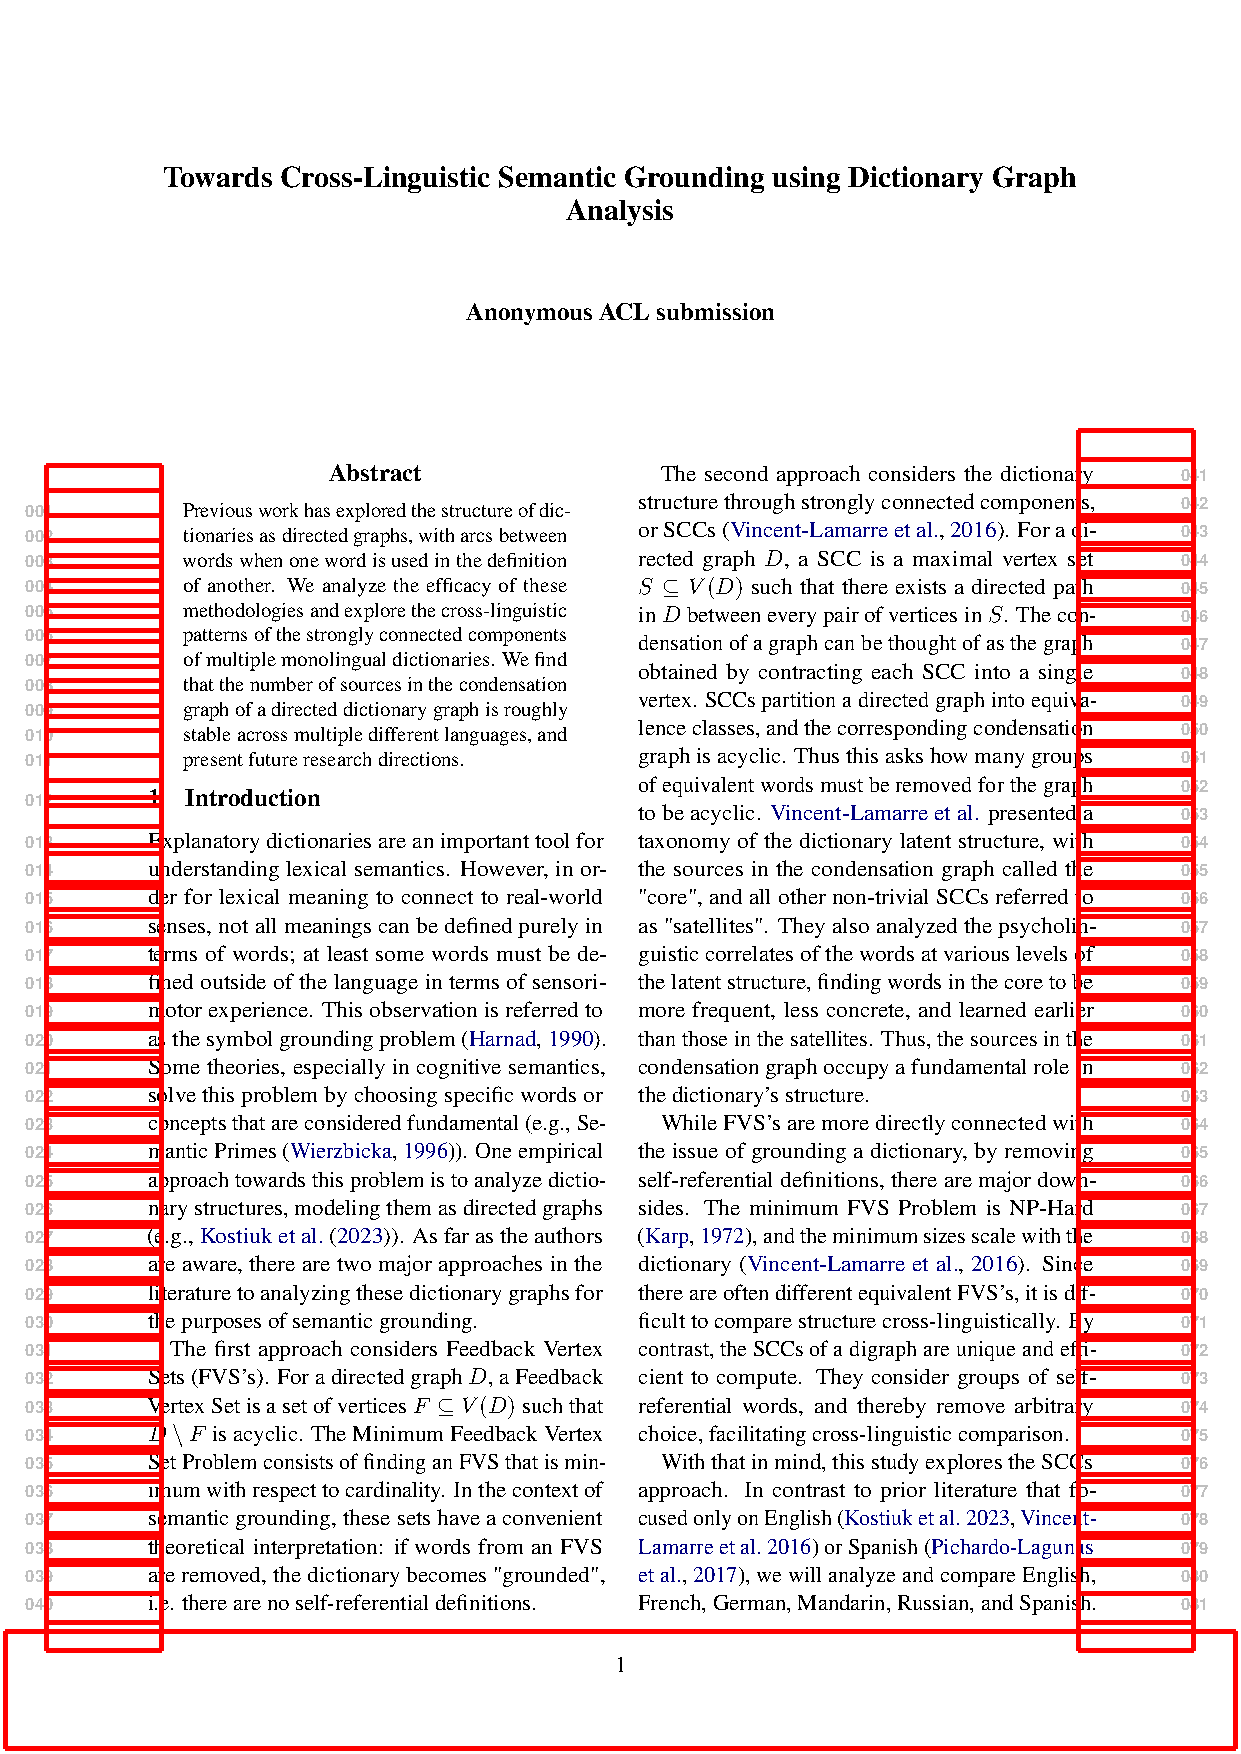 Towards Cross-Linguistic Semantic Grounding using Dictionary Graph
Analysis
Anonymous ACL submission
Abstract
Previous work has explored the structure of dic-
tionaries as directed graphs, with arcs between
words when one word is used in the definition
of another. We analyze the efficacy of these
methodologies and explore the cross-linguistic
patterns of the strongly connected components
of multiple monolingual dictionaries. We find
that the number of sources in the condensation
graph of a directed dictionary graph is roughly
stable across multiple different languages, and
present future research directions.
1 Introduction
Explanatory dictionaries are an important tool for
understanding lexical semantics. However, in or-
der for lexical meaning to connect to real-world
senses, not all meanings can be defined purely in
terms of words; at least some words must be de-
fined outside of the language in terms of sensori-
motor experience. This observation is referred to
as the symbol grounding problem (Harnad, 1990).
Some theories, especially in cognitive semantics,
solve this problem by choosing specific words or
concepts that are considered fundamental (e.g., Se-
mantic Primes (Wierzbicka, 1996)). One empirical
approach towards this problem is to analyze dictio-
nary structures, modeling them as directed graphs
(e.g., Kostiuk et al. (2023)). As far as the authors
are aware, there are two major approaches in the
literature to analyzing these dictionary graphs for
the purposes of semantic grounding.
The first approach considers Feedback Vertex
Sets (FVS's). For a directed graph D, a Feedback
Vertex Set is a set of vertices F ⊆ V(D) such that
D \ F is acyclic. The Minimum Feedback Vertex
Set Problem consists of finding an FVS that is min-
imum with respect to cardinality. In the context of
semantic grounding, these sets have a convenient
theoretical interpretation: if words from an FVS
are removed, the dictionary becomes "grounded",
i.e. there are no self-referential definitions.
The second approach considers the dictionary
structure through strongly connected components,
or SCCs (Vincent-Lamarre et al., 2016). For a di-
rected graph D, a SCC is a maximal vertex set
S ⊆ V(D) such that there exists a directed path
in D between every pair of vertices in S. The con-
densation of a graph can be thought of as the graph
obtained by contracting each SCC into a single
vertex. SCCs partition a directed graph into equiva-
lence classes, and the corresponding condensation
graph is acyclic. Thus this asks how many groups
of equivalent words must be removed for the graph
to be acyclic. Vincent-Lamarre et al. presented a
taxonomy of the dictionary latent structure, with
the sources in the condensation graph called the
"core", and all other non-trivial SCCs referred to
as "satellites". They also analyzed the psycholin-
guistic correlates of the words at various levels of
the latent structure, finding words in the core to be
more frequent, less concrete, and learned earlier
than those in the satellites. Thus, the sources in the
condensation graph occupy a fundamental role in
the dictionary's structure.
While FVS's are more directly connected with
the issue of grounding a dictionary, by removing
self-referential definitions, there are major down-
sides. The minimum FVS Problem is NP-Hard
(Karp, 1972), and the minimum sizes scale with the
dictionary (Vincent-Lamarre et al., 2016). Since
there are often different equivalent FVS's, it is dif-
ficult to compare structure cross-linguistically. By
contrast, the SCCs of a digraph are unique and effi-
cient to compute. They consider groups of self-
referential words, and thereby remove arbitrary
choice, facilitating cross-linguistic comparison.
With that in mind, this study explores the SCCs
approach. In contrast to prior literature that fo-
cused only on English (Kostiuk et al. 2023, Vincent-
Lamarre et al. 2016) or Spanish (Pichardo-Lagunas
et al., 2017), we will analyze and compare English,
French, German, Mandarin, Russian, and Spanish.
1